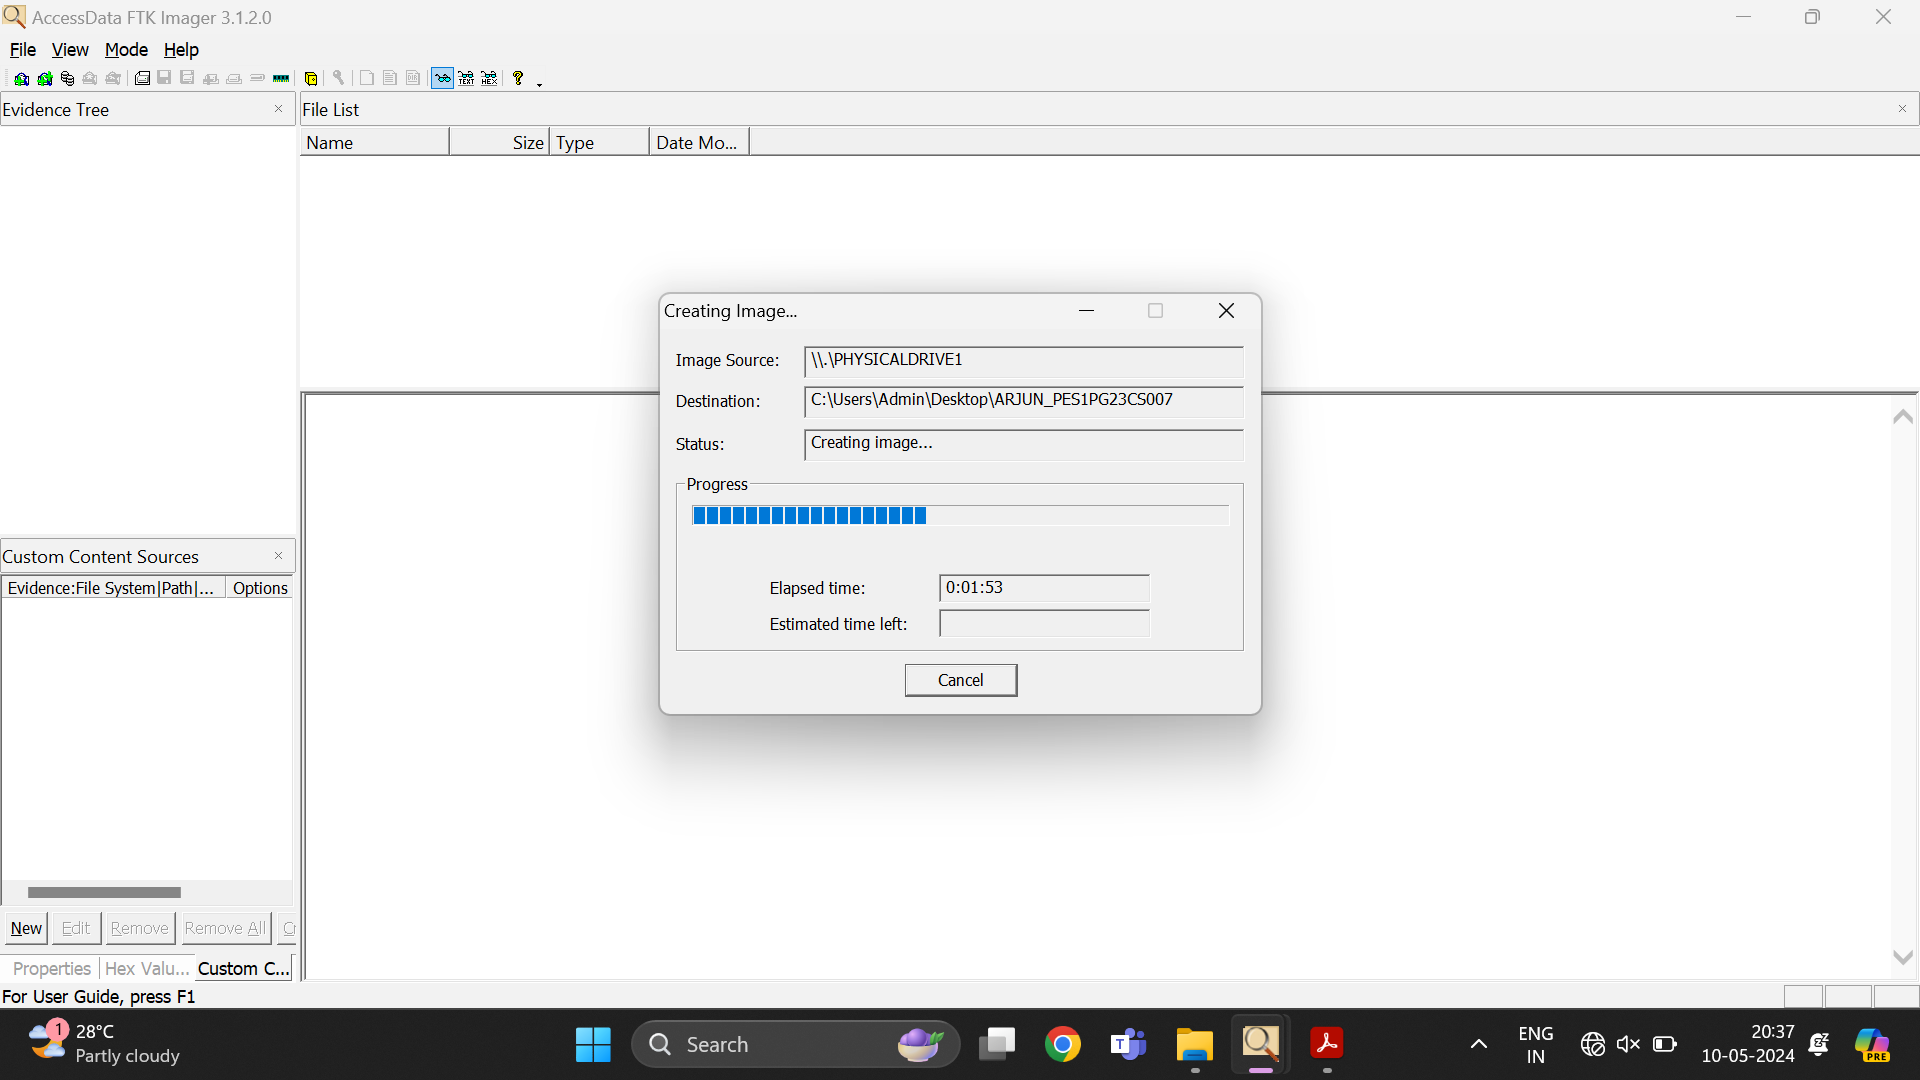 AccessData FTK Imager 3.1.2.0
File View Mode Help
TEXT HEX ?
Evidence Tree
File List
Name Size Type Date Mo...
Creating Image...
Image Source: \\.\PHYSICALDRIVE1
Destination: C:\Users\Admin\Desktop\ARJUN_PES1PG23CS007
Status: Creating image...
Progress
Elapsed time: 0:01:53
Estimated time left:
Cancel
Custom Content Sources
Evidence:File System|Path|... Options
New Edit Remove Remove All Cr
Properties Hex Valu... Custom C...
For User Guide, press F1
1 28°C
Partly cloudy
Search
T
ENG
IN
20:37
10-05-2024
PRE